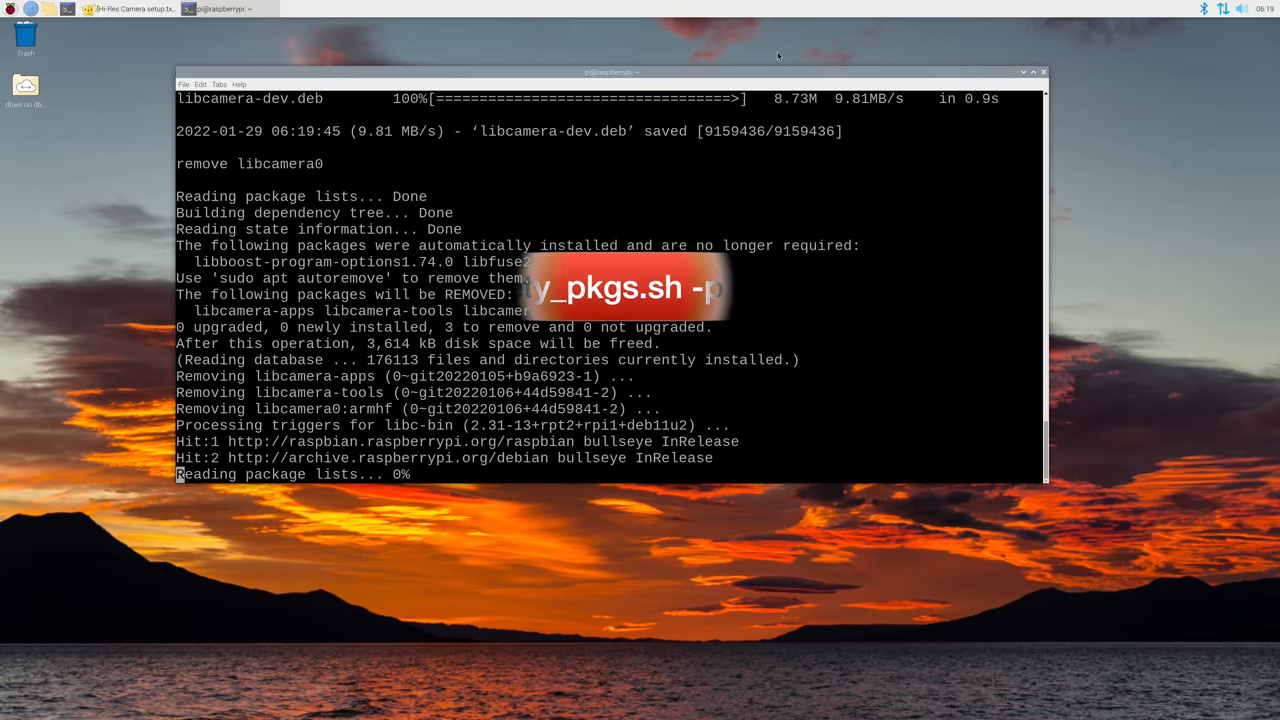 [Hi-Res Camera setup.tx...
pi@raspberrypi: ~
06:19
Trash
dbtws on db...
pi@raspberrypi: ~
File Edit Tabs Help
libcamera-dev.deb 100%[==================================>] 8.73M 9.81MB/s in 0.9s
2022-01-29 06:19:45 (9.81 MB/s) - ‘libcamera-dev.deb’ saved [9159436/9159436]
remove libcamera0
Reading package lists... Done
Building dependency tree... Done
Reading state information... Done
The following packages were automatically installed and are no longer required:
libboost-program-options1.74.0 libfuse2
Use 'sudo apt autoremove' to remove them.
The following packages will be REMOVED:
libcamera-apps libcamera-tools libcamer
0 upgraded, 0 newly installed, 3 to remove and 0 not upgraded.
After this operation, 3,614 kB disk space will be freed.
(Reading database ... 176113 files and directories currently installed.)
Removing libcamera-apps (0~git20220105+b9a6923-1) ...
Removing libcamera-tools (0~git20220106+44d59841-2) ...
Removing libcamera0:armhf (0~git20220106+44d59841-2) ...
Processing triggers for libc-bin (2.31-13+rpt2+rpi1+deb11u2) ...
Hit:1 http://raspbian.raspberrypi.org/raspbian bullseye InRelease
Hit:2 http://archive.raspberrypi.org/debian bullseye InRelease
Reading package lists... 0%
y_pkgs.sh -p